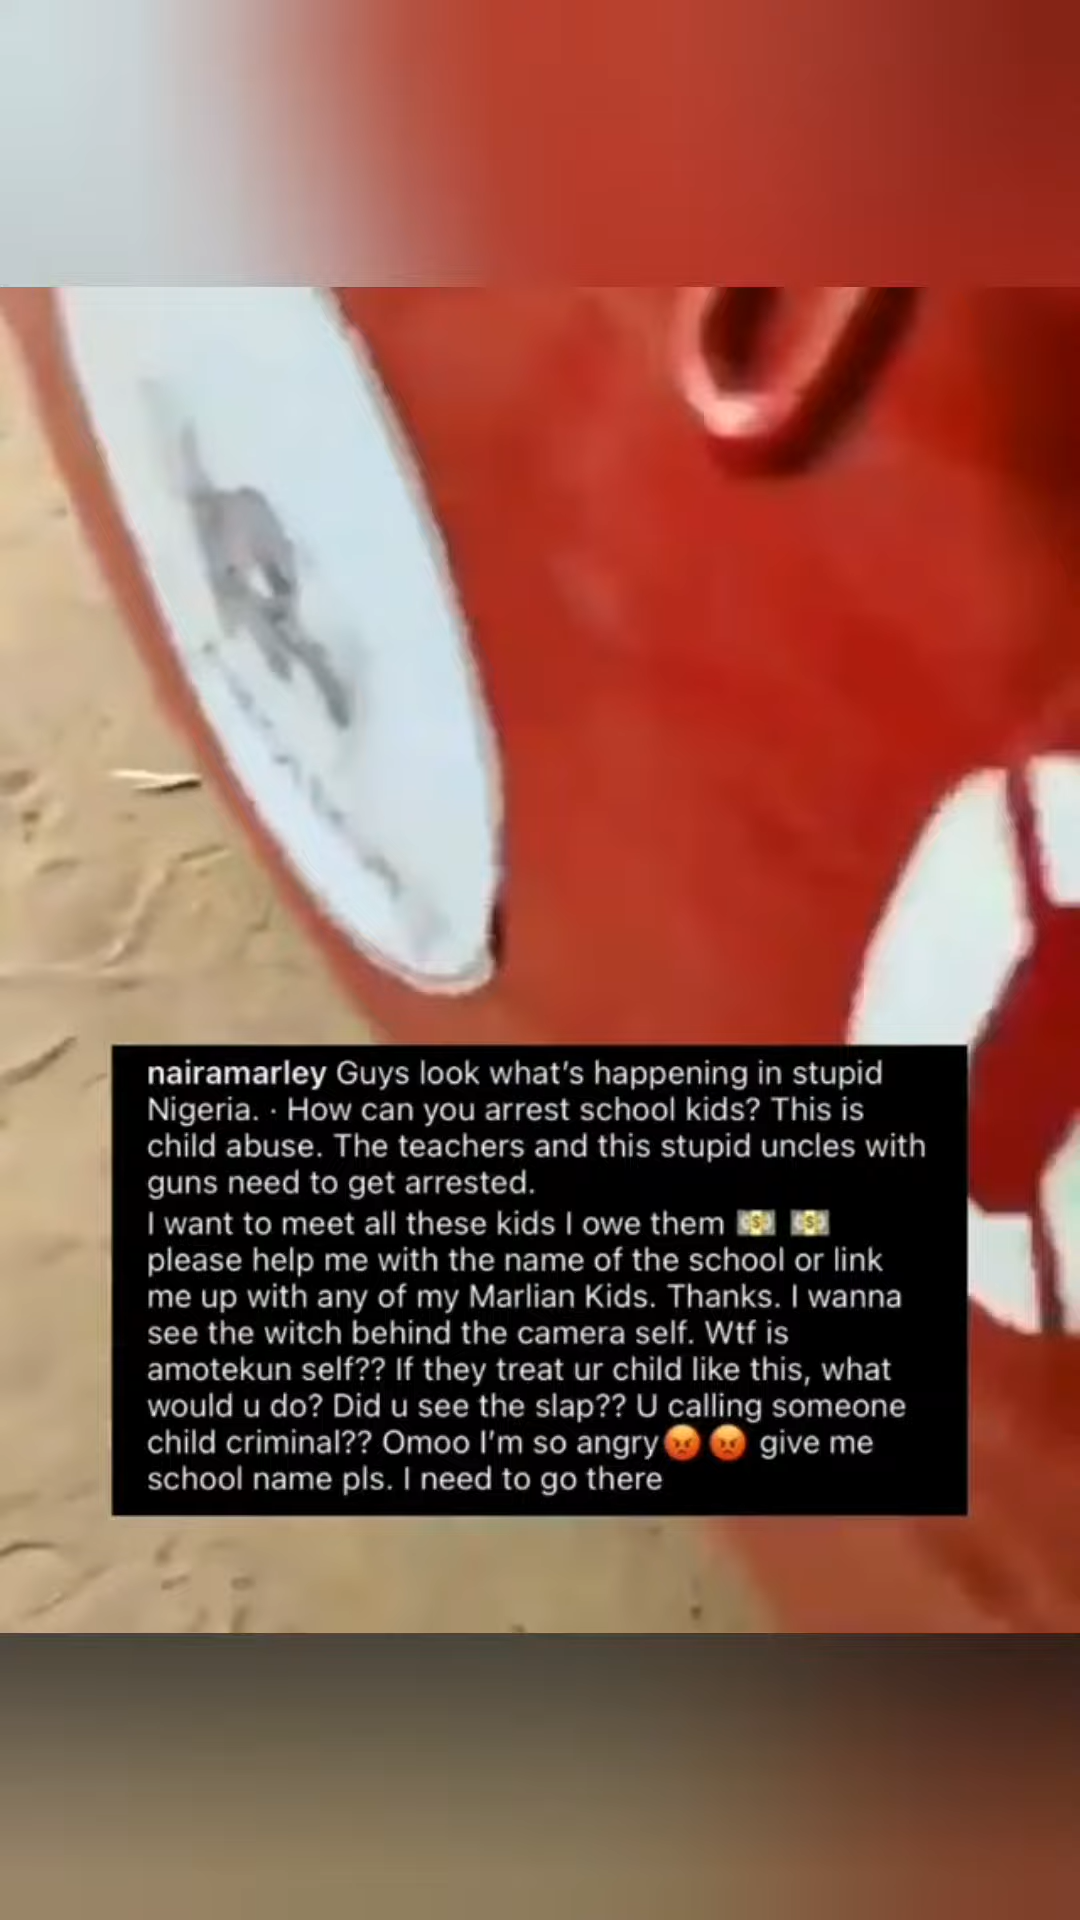 nairamarley Guys look what's happening in stupid
Nigeria. · How can you arrest school kids? This is
child abuse. The teachers and this stupid uncles with
guns need to get arrested.
I want to meet all these kids I owe them 💵 💵
please help me with the name of the school or link
me up with any of my Marlian Kids. Thanks. I wanna
see the witch behind the camera self. Wtf is
amotekun self?? If they treat ur child like this, what
would u do? Did u see the slap?? U calling someone
child criminal?? Omoo I'm so angry😡😡 give me
school name pls. I need to go there